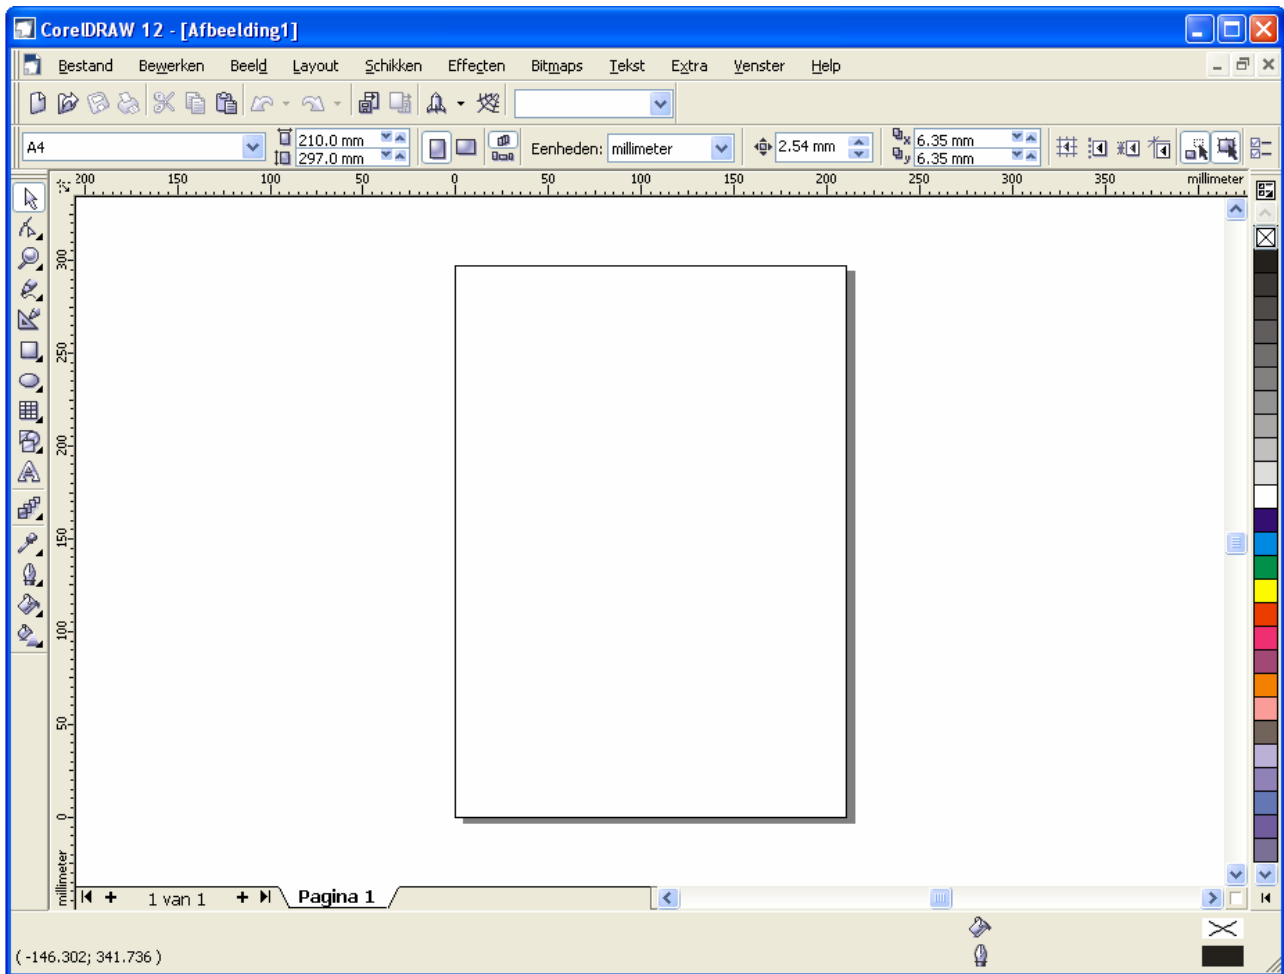 CorelDRAW 12 - [Afbeelding1]
Bestand Bewerken Beeld Layout Schikken Effecten Bitmaps Tekst Extra Venster Help
A4 210.0 mm 297.0 mm Eenheden: millimeter 2.54 mm x 6.35 mm y 6.35 mm
200 150 100 50 0 50 100 150 200 250 300 350 millimeter
300
250
200
150
100
50
0
millimeter
1 van 1 Pagina 1
( -146.302; 341.736 )